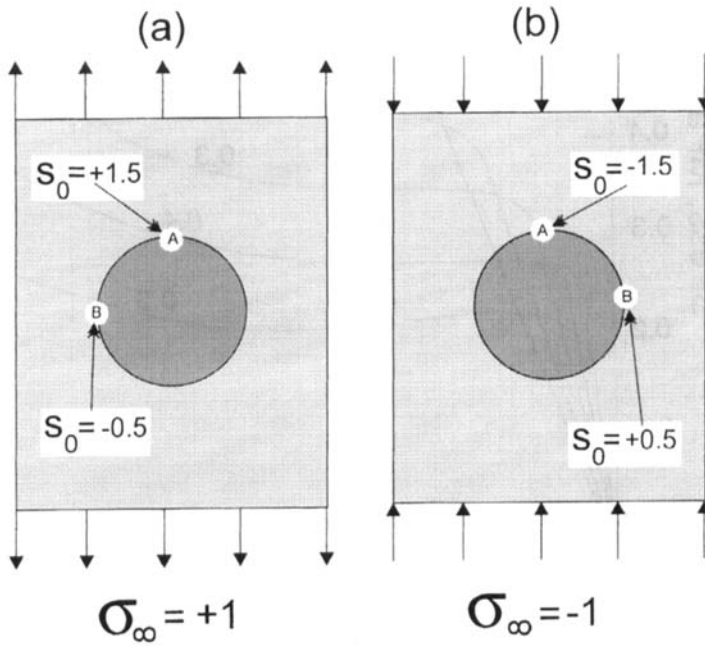 (a)
S₀=+1.5
A
B
S₀=-0.5
σ∞=+1
(b)
S₀=-1.5
A
B
S₀=+0.5
σ∞=-1